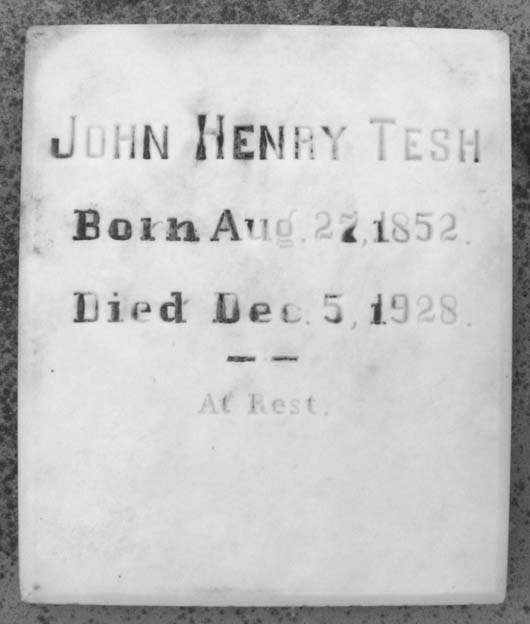 JOHN HENRY TESH
Born Aug. 27, 1852.
Died Dec. 5, 1928.
— —
At Rest.